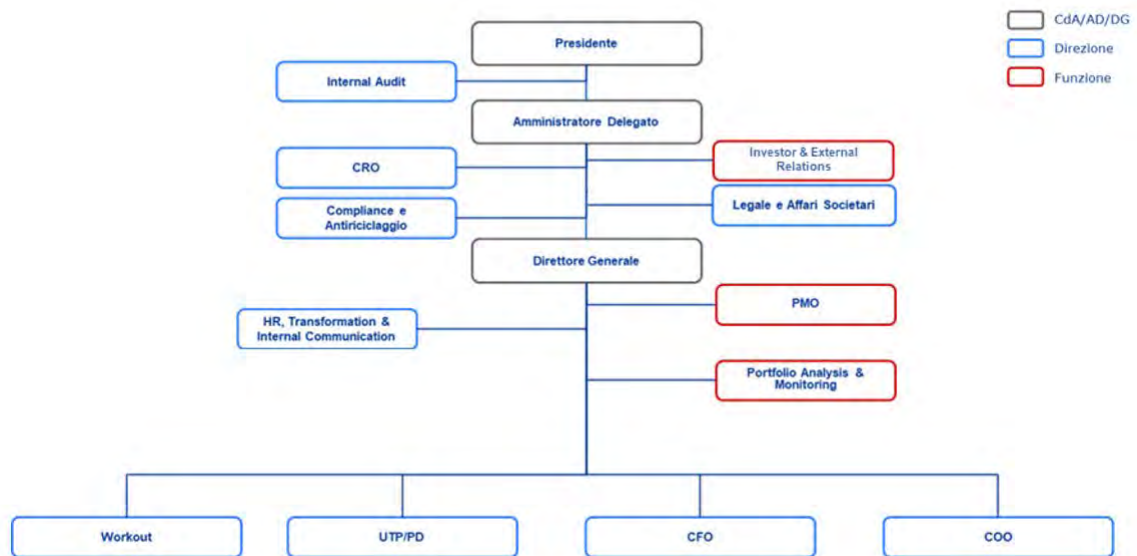 CdA/AD/DG
Direzione
Funzione
Presidente
Internal Audit
Amministratore Delegato
CRO
Investor & External
Relations
Compliance e
Antiriciclaggio
Legale e Affari Societari
Direttore Generale
PMO
HR, Transformation &
Internal Communication
Portfolio Analysis &
Monitoring
Workout
UTP/PD
CFO
COO